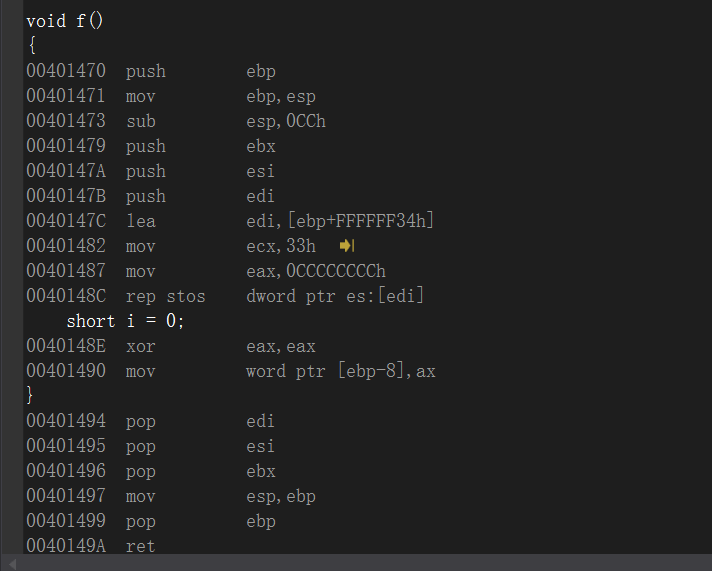 void f()
{
00401470  push        ebp
00401471  mov         ebp,esp
00401473  sub         esp,0CCh
00401479  push        ebx
0040147A  push        esi
0040147B  push        edi
0040147C  lea         edi,[ebp+FFFFFF34h]
00401482  mov         ecx,33h
00401487  mov         eax,0CCCCCCCCh
0040148C  rep stos    dword ptr es:[edi]
    short i = 0;
0040148E  xor         eax,eax
00401490  mov         word ptr [ebp-8],ax
}
00401494  pop         edi
00401495  pop         esi
00401496  pop         ebx
00401497  mov         esp,ebp
00401499  pop         ebp
0040149A  ret